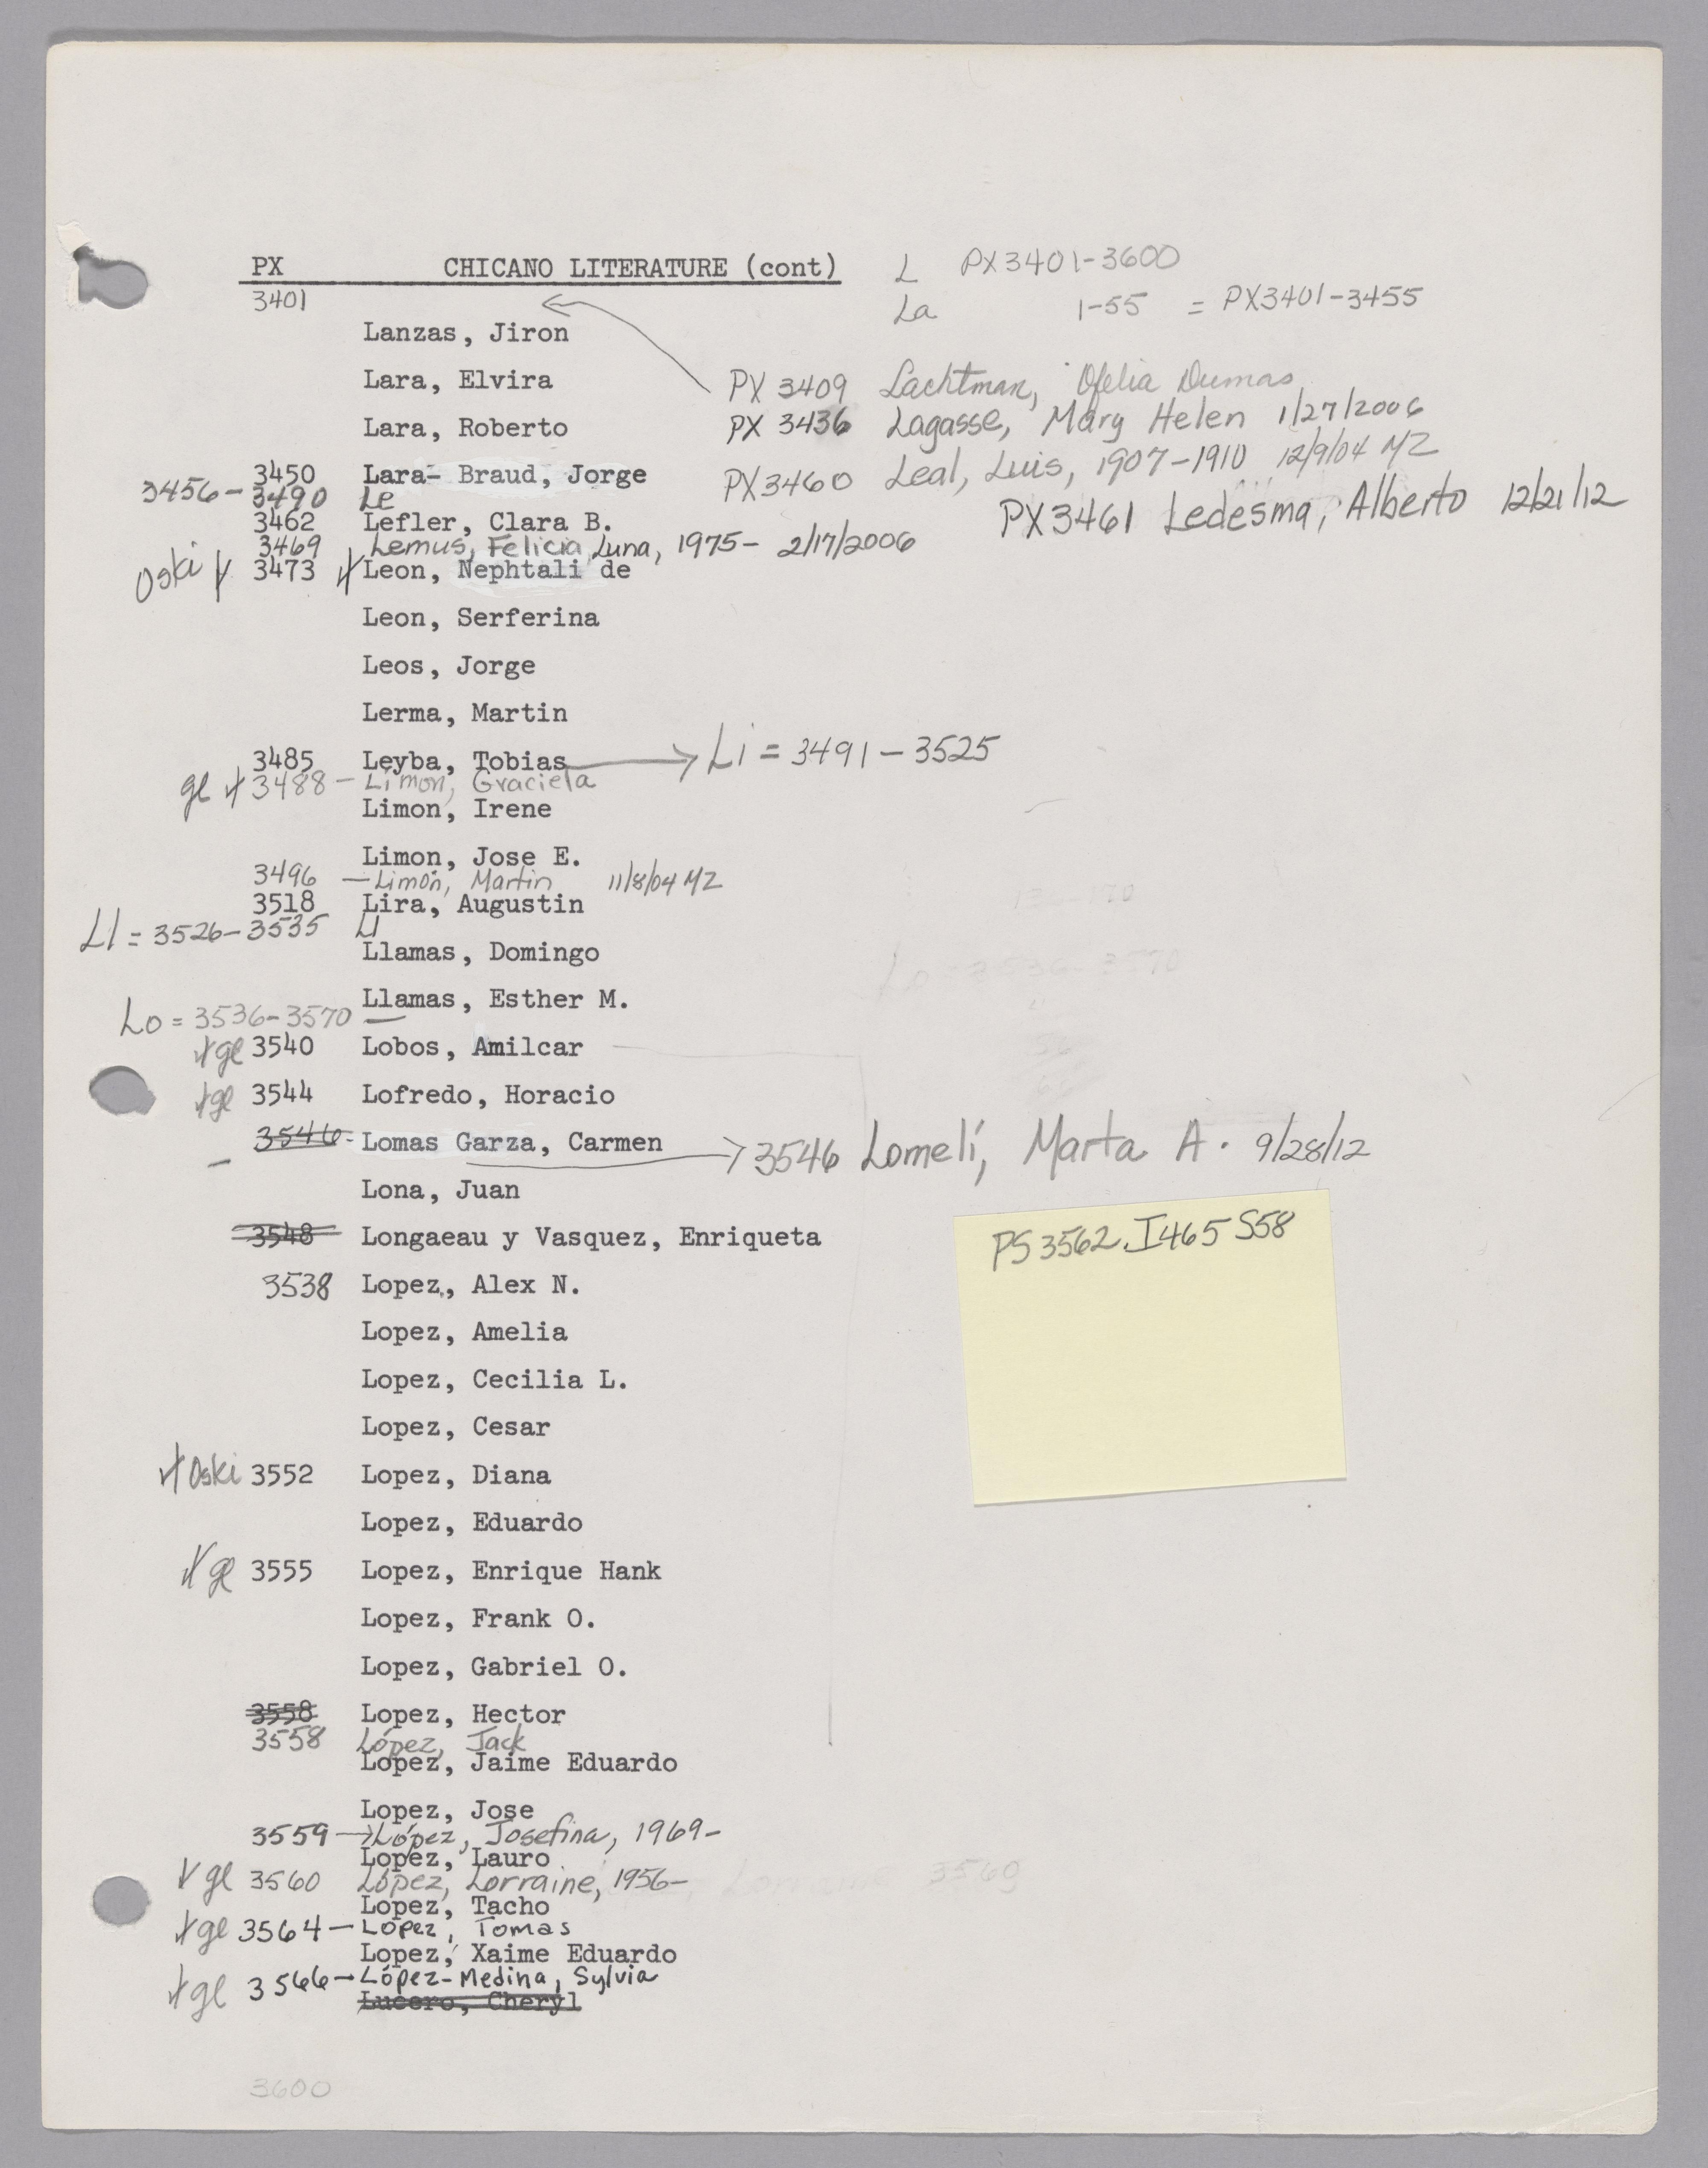 PX CHICANO LITERATURE (cont) L PX3401-3600
3401 La 1-55 = PX3401-3455
Lanzas, Jiron
Lara, Elvira PX 3409 Lachtman, Ofelia Dumas
Lara, Roberto PX 3436 Lagasse, Mary Helen 1/27/2006
3450 Lara- Braud, Jorge PX3460 Leal, Luis, 1907-1910 12/9/04 MZ
3456-3490 Le PX3461 Ledesma, Alberto 12/21/12
3462 Lefler, Clara B.
3469 Lemus, Felicia Luna, 1975- 2/17/2006
Oski 3473 Leon, Nephtali de
Leon, Serferina
Leos, Jorge
Lerma, Martin
3485 Leyba, Tobias → Li = 3491-3525
ge 3488- Limon, Graciela
Limon, Irene
Limon, Jose E.
3496 -Limón, Martin 11/8/04 MZ
3518 Lira, Augustin
Ll = 3526-3535 Ll
Llamas, Domingo
Llamas, Esther M.
Lo = 3536-3570
ge 3540 Lobos, Amilcar
ge 3544 Lofredo, Horacio
3546- Lomas Garza, Carmen → 3546 Lomelí, Marta A. 9/28/12
Lona, Juan
3548 Longaeau y Vasquez, Enriqueta
PS3562.I465 S58
3538 Lopez, Alex N.
Lopez, Amelia
Lopez, Cecilia L.
Lopez, Cesar
Oski 3552 Lopez, Diana
Lopez, Eduardo
ge 3555 Lopez, Enrique Hank
Lopez, Frank O.
Lopez, Gabriel O.
3558 Lopez, Hector
3558 López, Jack
Lopez, Jaime Eduardo
Lopez, Jose
3559 → López, Josefina, 1969-
Lopez, Lauro
ge 3560 López, Lorraine, 1956-
Lopez, Tacho
ge 3564- López, Tomas
Lopez, Xaime Eduardo
ge 3566- López-Medina, Sylvia
Lucero, Cheryl
3600